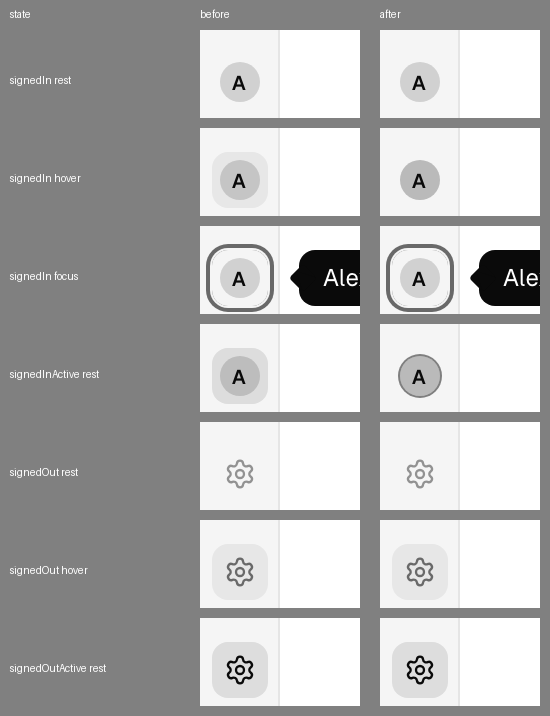 state before after
signedIn rest A A
signedIn hover A A
signedIn focus A Ale A Ale
signedInActive rest A A
signedOut rest
signedOut hover
signedOutActive rest